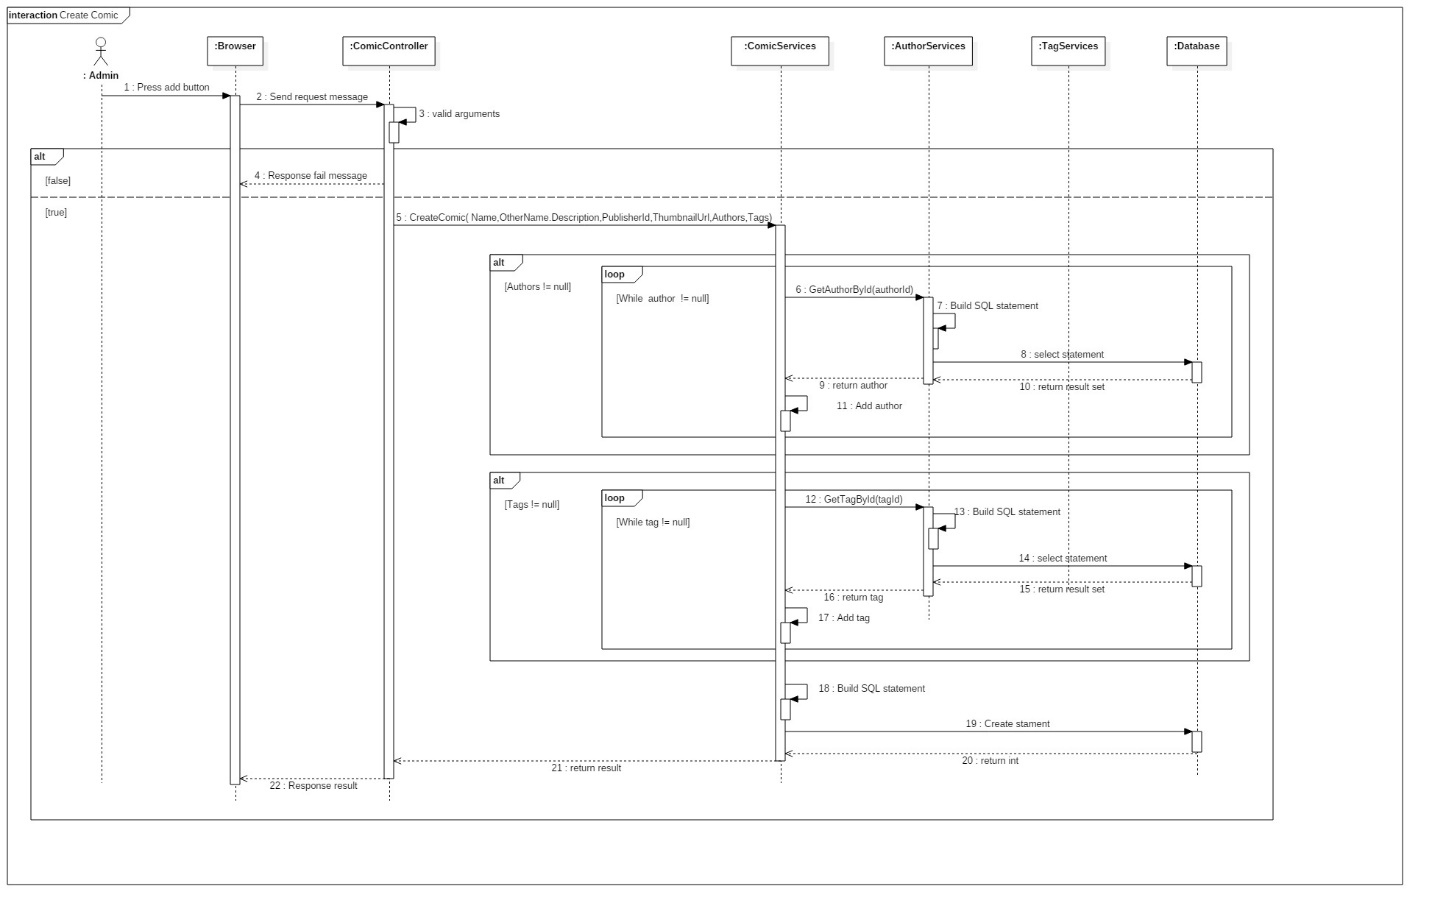 interaction Create Comic
: Admin
:Browser
:ComicController
:ComicServices
:AuthorServices
:TagServices
:Database
1 : Press add button
2 : Send request message
3 : valid arguments
alt
[false]
4 : Response fail message
[true]
5 : CreateComic( Name,OtherName.Description,PublisherId,ThumbnailUrl,Authors,Tags)
alt
[Authors != null]
loop
[While author != null]
6 : GetAuthorById(authorId)
7 : Build SQL statement
8 : select statement
9 : return author
10 : return result set
11 : Add author
alt
[Tags != null]
loop
[While tag != null]
12 : GetTagById(tagId)
13 : Build SQL statement
14 : select statement
15 : return result set
16 : return tag
17 : Add tag
18 : Build SQL statement
19 : Create stament
20 : return int
21 : return result
22 : Response result